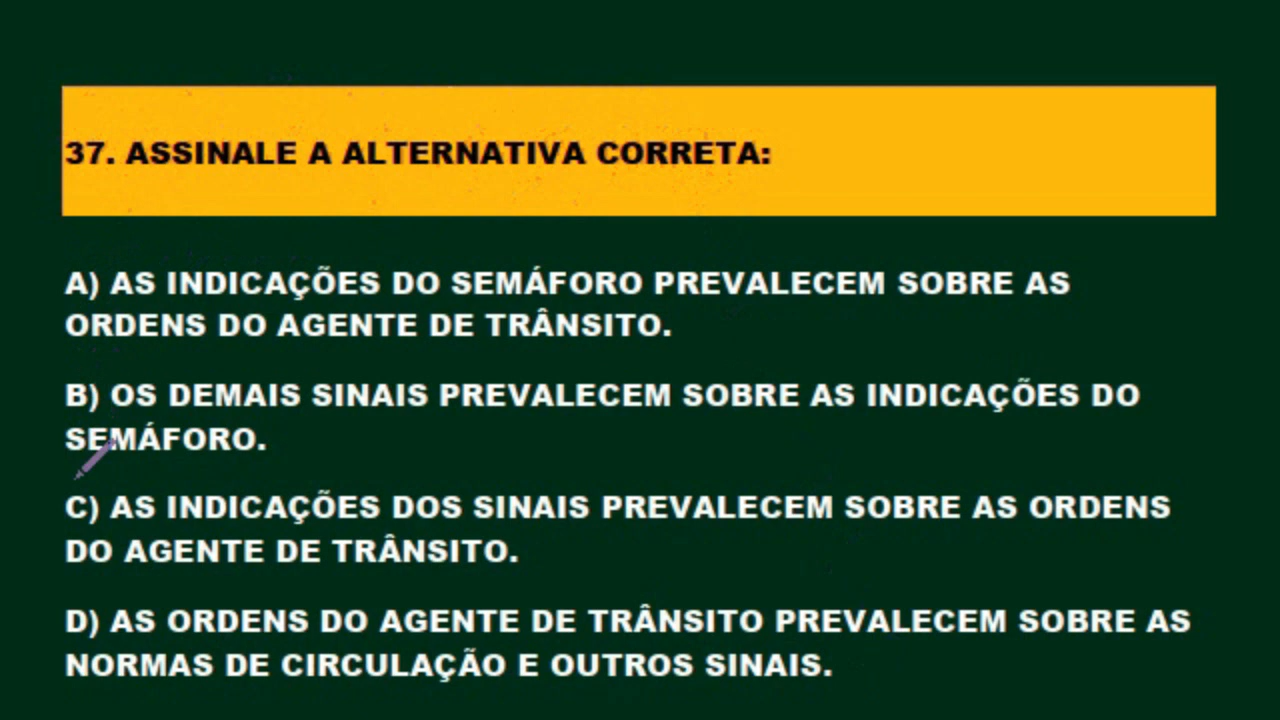 37. ASSINALE A ALTERNATIVA CORRETA:
A) AS INDICAÇÕES DO SEMÁFORO PREVALECEM SOBRE AS
ORDENS DO AGENTE DE TRÂNSITO.
B) OS DEMAIS SINAIS PREVALECEM SOBRE AS INDICAÇÕES DO
SEMÁFORO.
C) AS INDICAÇÕES DOS SINAIS PREVALECEM SOBRE AS ORDENS
DO AGENTE DE TRÂNSITO.
D) AS ORDENS DO AGENTE DE TRÂNSITO PREVALECEM SOBRE AS
NORMAS DE CIRCULAÇÃO E OUTROS SINAIS.